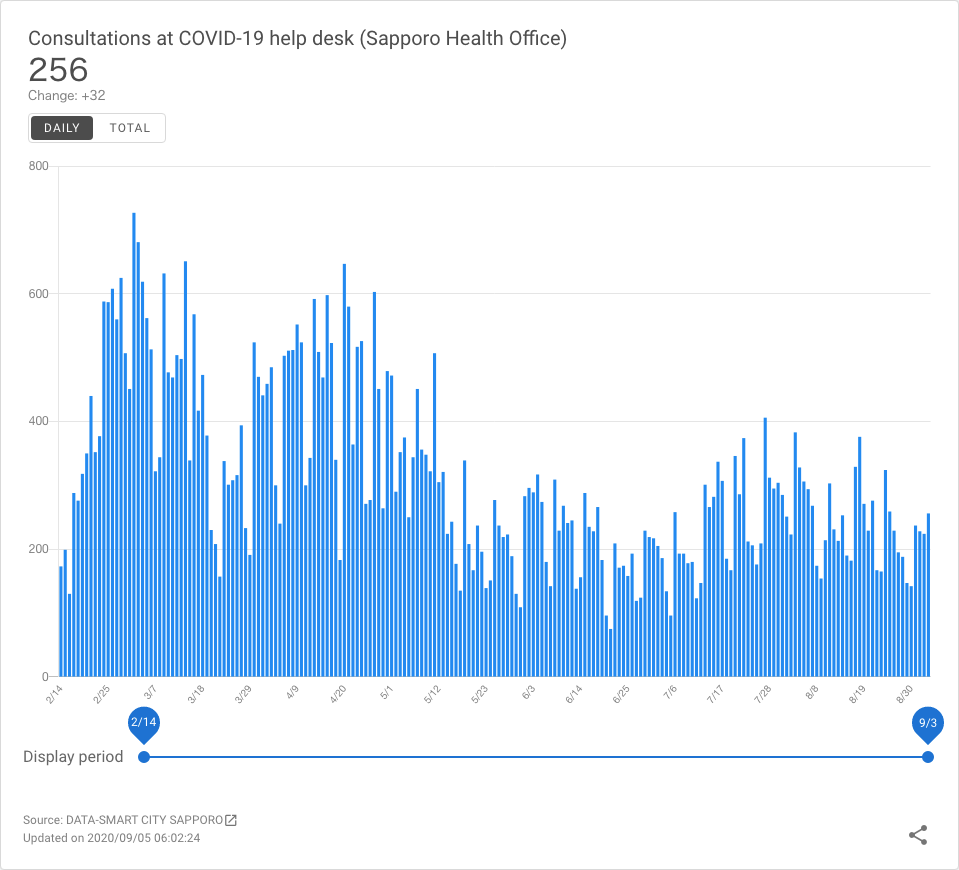 Consultations at COVID-19 help desk (Sapporo Health Office)
256
Change: +32
DAILY TOTAL
800
600
400
200
0
2/14 2/25 3/7 3/18 3/29 4/9 4/20 5/1 5/12 5/23 6/3 6/14 6/25 7/6 7/17 7/28 8/8 8/19 8/30
2/14 9/3
Display period
Source: DATA-SMART CITY SAPPORO
Updated on 2020/09/05 06:02:24